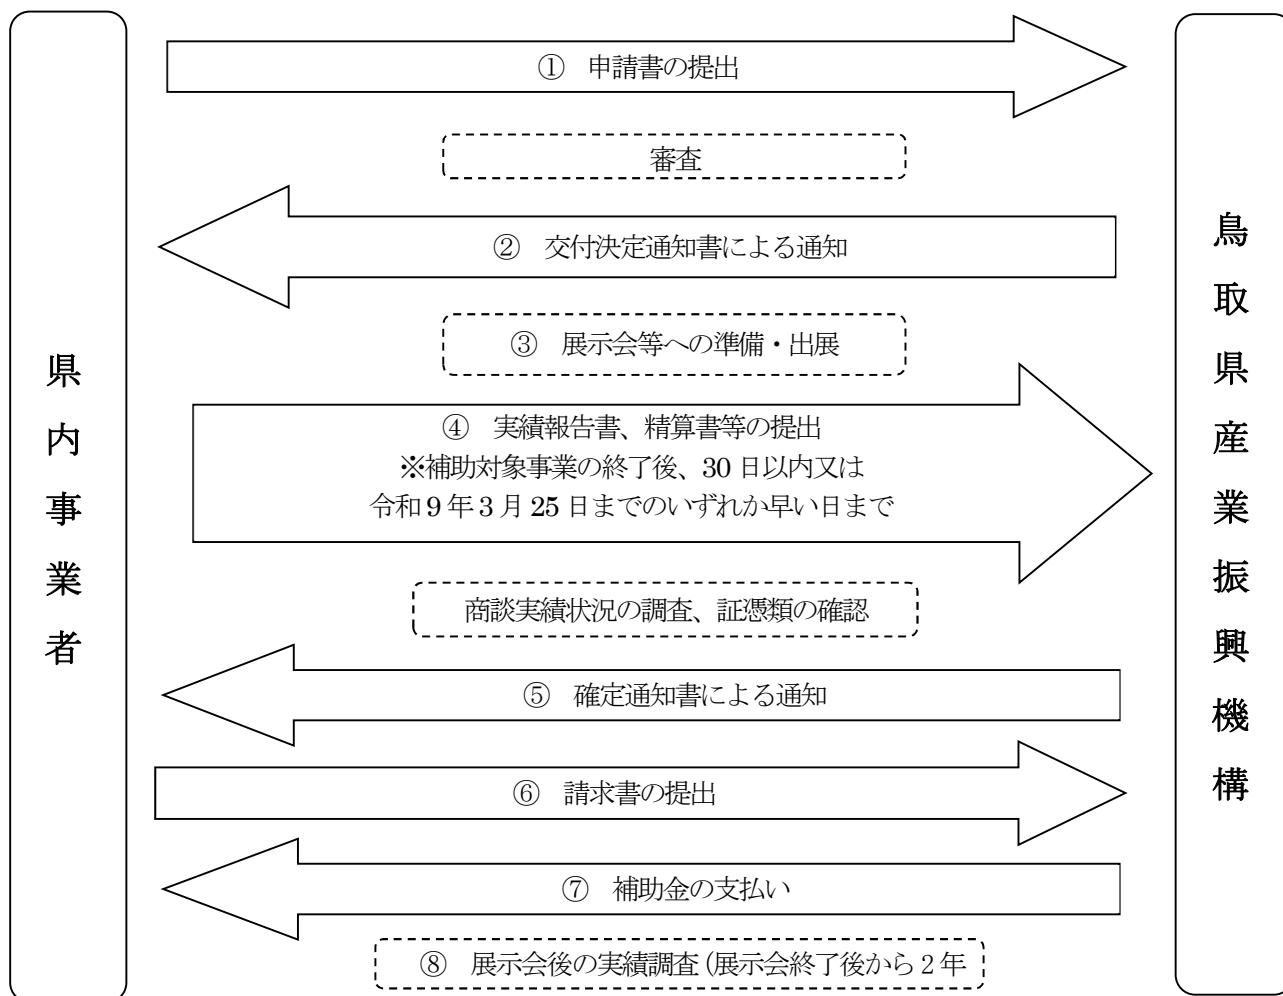 ① 申請書の提出
審査
② 交付決定通知書による通知
③ 展示会等への準備・出展
④ 実績報告書、精算書等の提出
※補助対象事業の終了後、30日以内又は
令和9年3月25日までのいずれか早い日まで
商談実績状況の調査、証憑類の確認
⑤ 確定通知書による通知
⑥ 請求書の提出
⑦ 補助金の支払い
⑧ 展示会後の実績調査(展示会終了後から2年
県内事業者
鳥取県産業振興機構